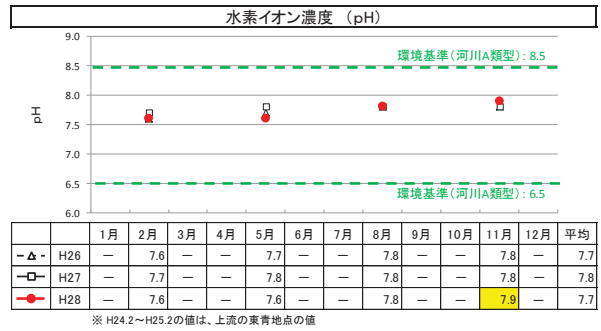 水素イオン濃度 （pH）
9.0
環境基準（河川A類型）：8.5
8.5
8.0
pH
7.5
7.0
6.5
環境基準（河川A類型）：6.5
6.0
1月 2月 3月 4月 5月 6月 7月 8月 9月 10月 11月 12月 平均
H26 — 7.6 — — 7.7 — — 7.8 — — 7.8 — 7.7
H27 — 7.7 — — 7.8 — — 7.8 — — 7.8 — 7.8
H28 — 7.6 — — 7.6 — — 7.8 — — 7.9 — 7.7
※ H24.2～H25.2の値は、上流の東青地点の値